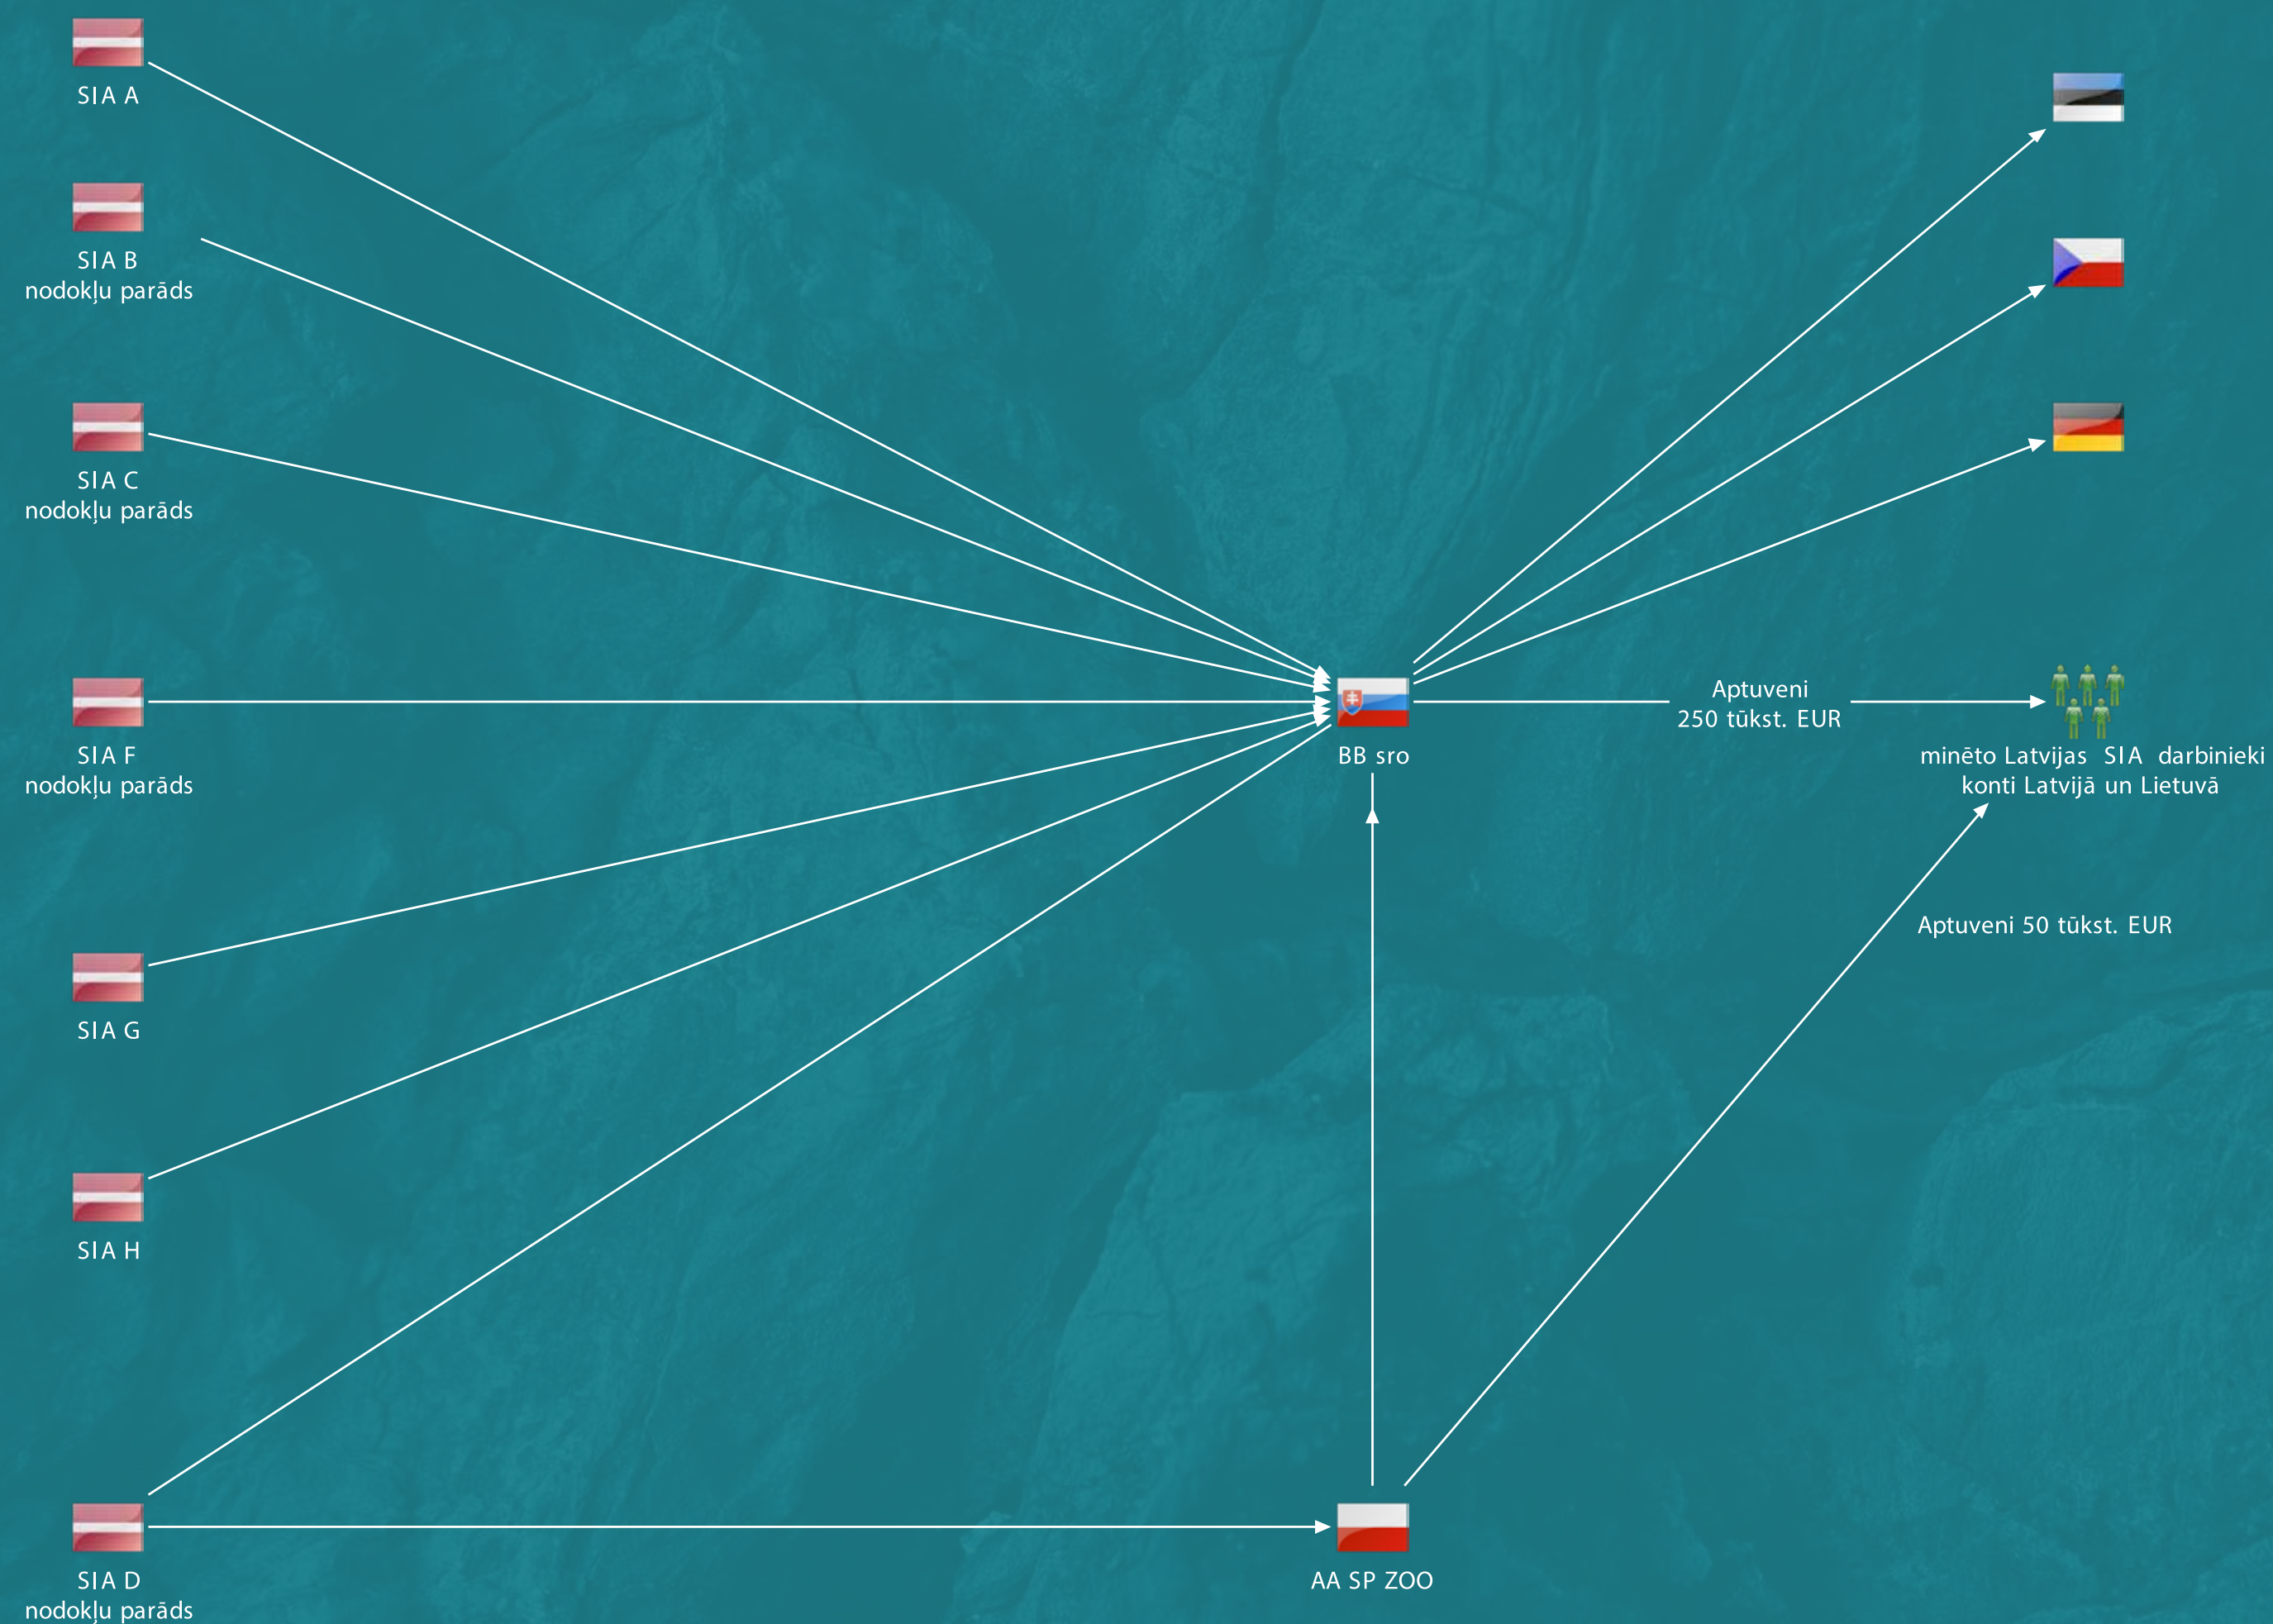 SIA A
SIA B
nodokļu parāds
SIA C
nodokļu parāds
SIA F
nodokļu parāds
SIA G
SIA H
SIA D
nodokļu parāds
BB sro
AA SP ZOO
Aptuveni
250 tūkst. EUR
minēto Latvijas SIA darbinieki
konti Latvijā un Lietuvā
Aptuveni 50 tūkst. EUR